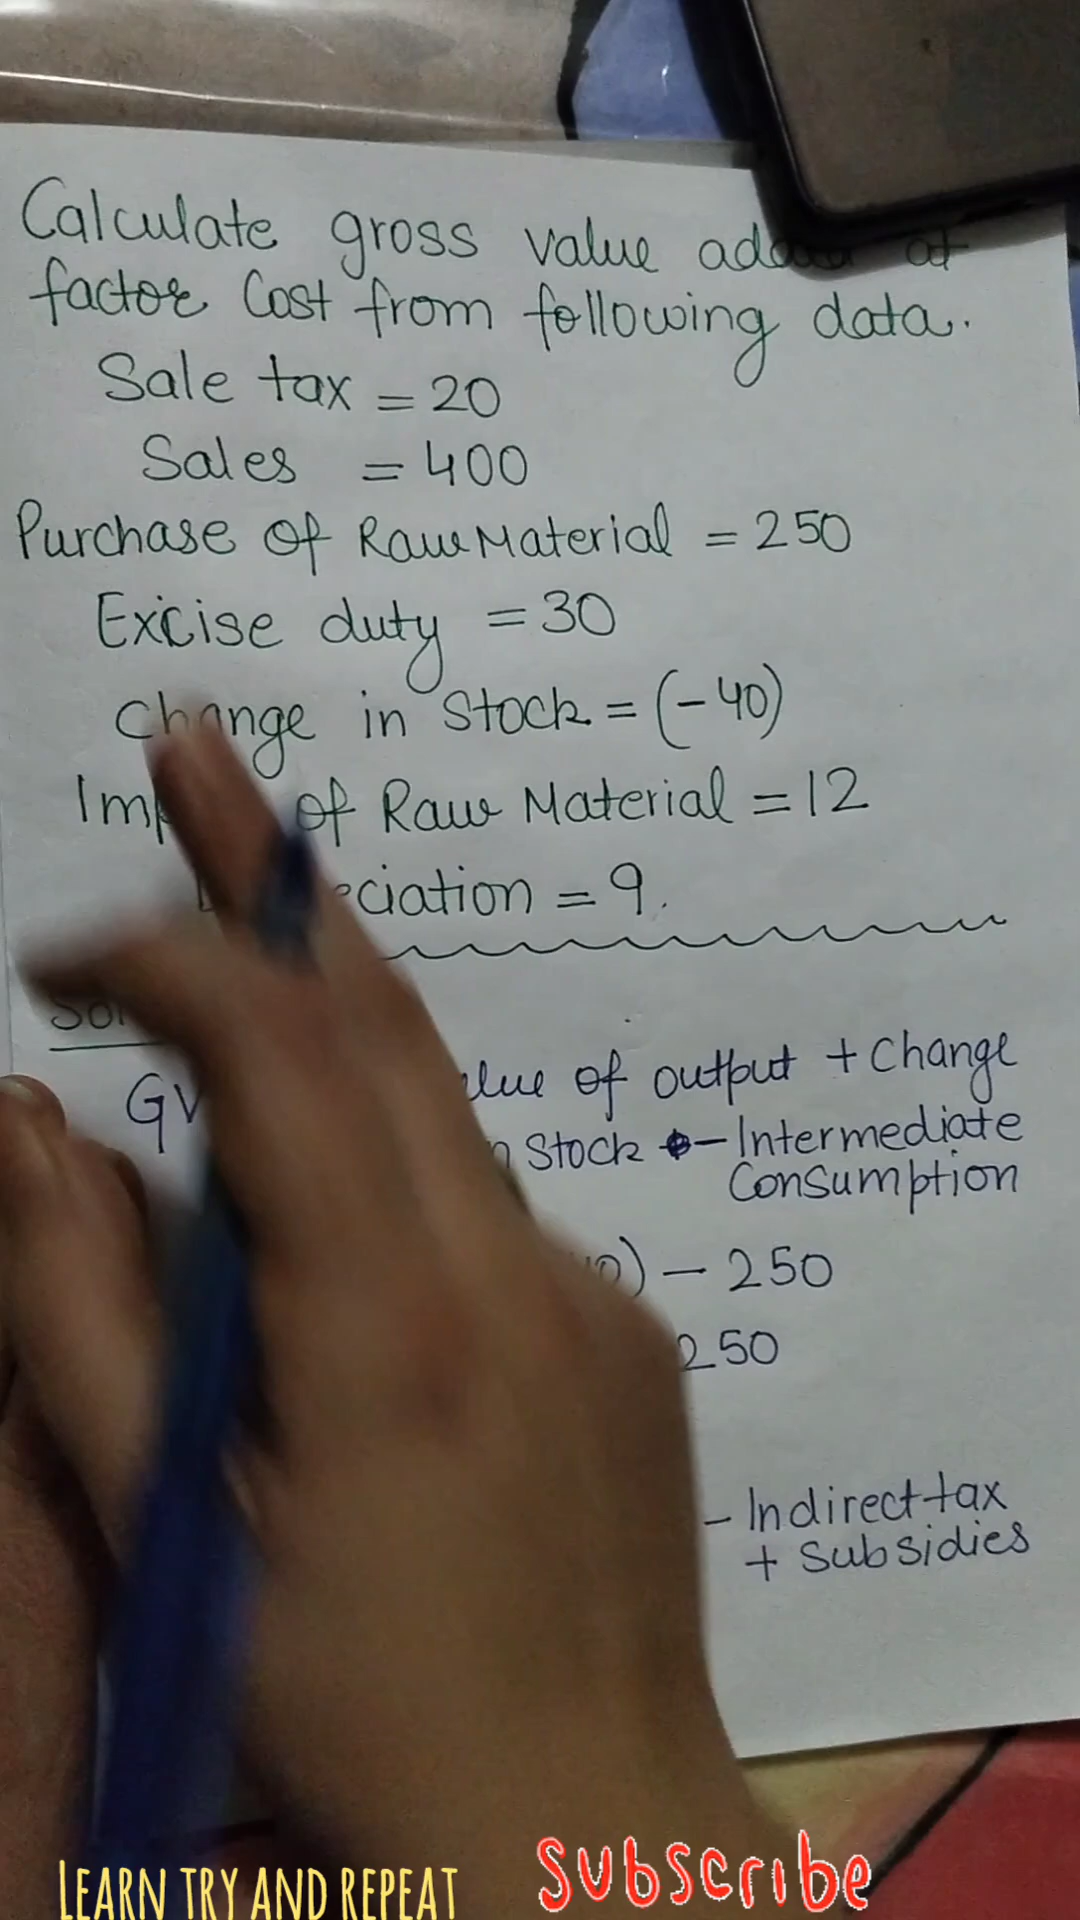 Calculate gross value at
factor Cost from following data.
Sale tax = 20
Sales = 400
Purchase of Raw Material = 250
Excise duty = 30
Change in Stock = (-40)
of Raw Material = 12
= 9.
GV of output + Change
Stock - Intermediate
Consumption
) - 250
250
- Indirect tax
+ Subsidies
LEARN TRY AND REPEAT
Subscribe